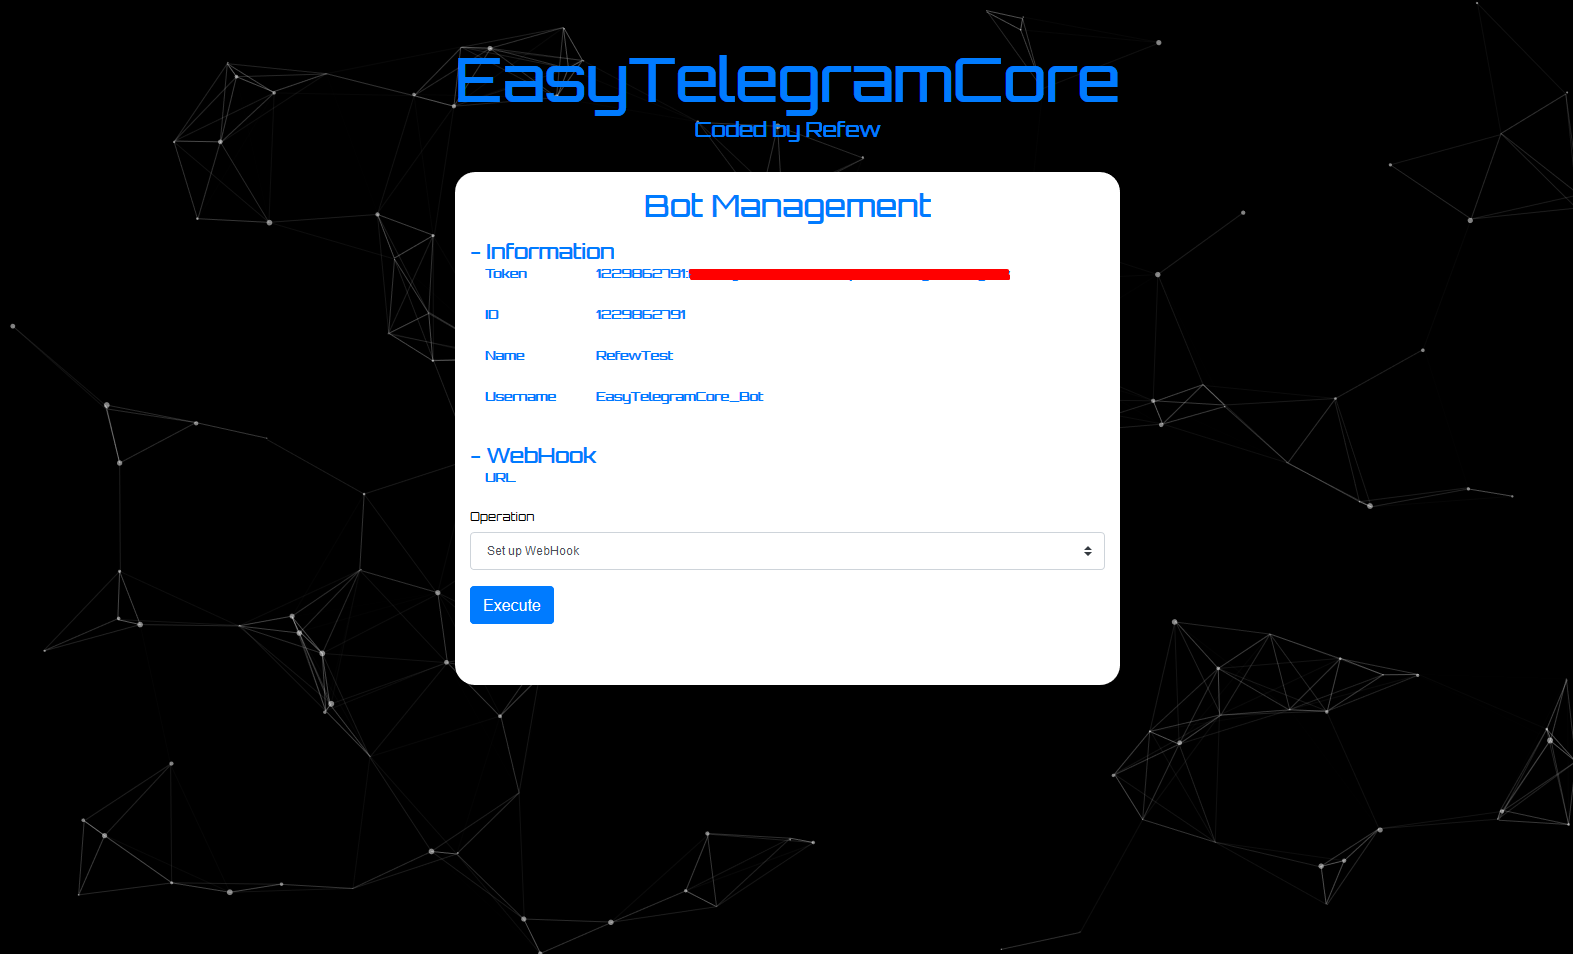 EasyTelegramCore
Coded by Refew
Bot Management
- Information
Token 1229862791:
ID 1229862791
Name RefewTest
Username EasyTelegramCore_Bot
- WebHook
URL
Operation
Set up WebHook
Execute